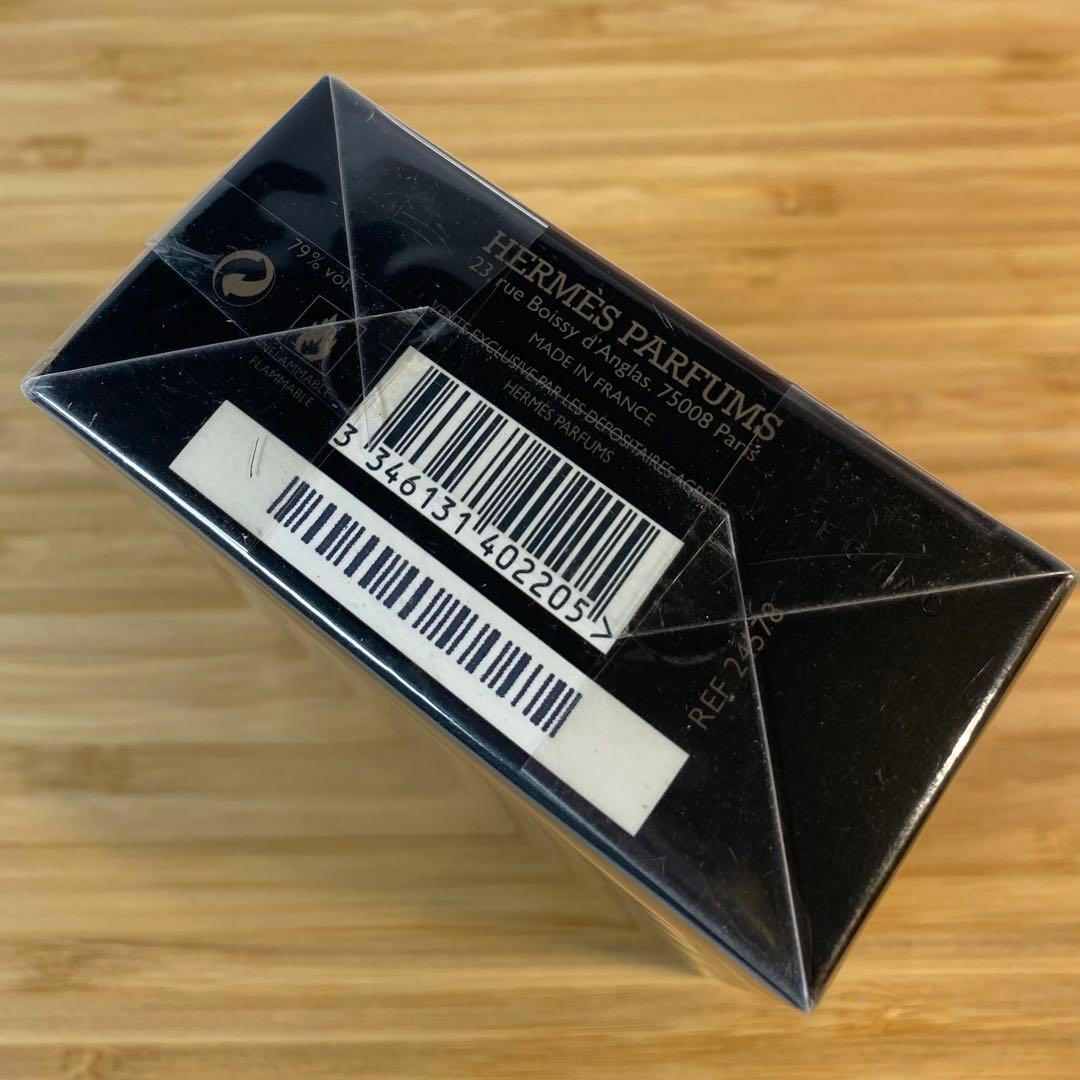 HERMÈS PARFUMS
23, rue Boissy d'Anglas, 75008 Paris
MADE IN FRANCE
VENTE EXCLUSIVE PAR LES DÉPOSITAIRES AGRÉÉS
HERMÈS PARFUMS
79% vol
INFLAMMABLE
FLAMMABLE
3 346131 402205 >
REF 24578